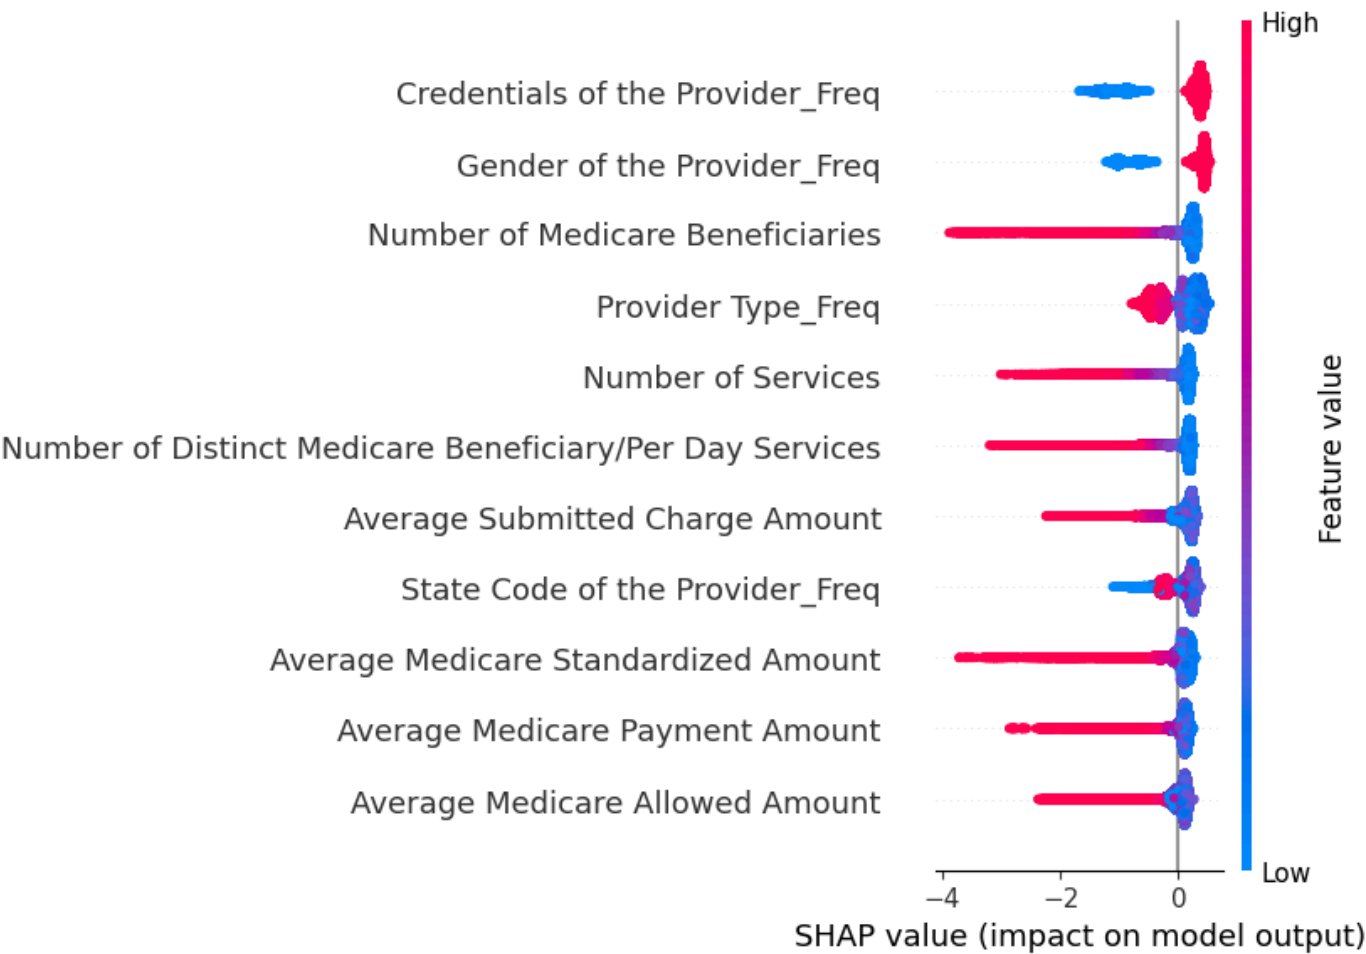 High
Credentials of the Provider_Freq
Gender of the Provider_Freq
Number of Medicare Beneficiaries
Provider Type_Freq
Number of Services
Number of Distinct Medicare Beneficiary/Per Day Services
Average Submitted Charge Amount
State Code of the Provider_Freq
Average Medicare Standardized Amount
Average Medicare Payment Amount
Average Medicare Allowed Amount
Feature value
Low
−4 −2 0
SHAP value (impact on model output)